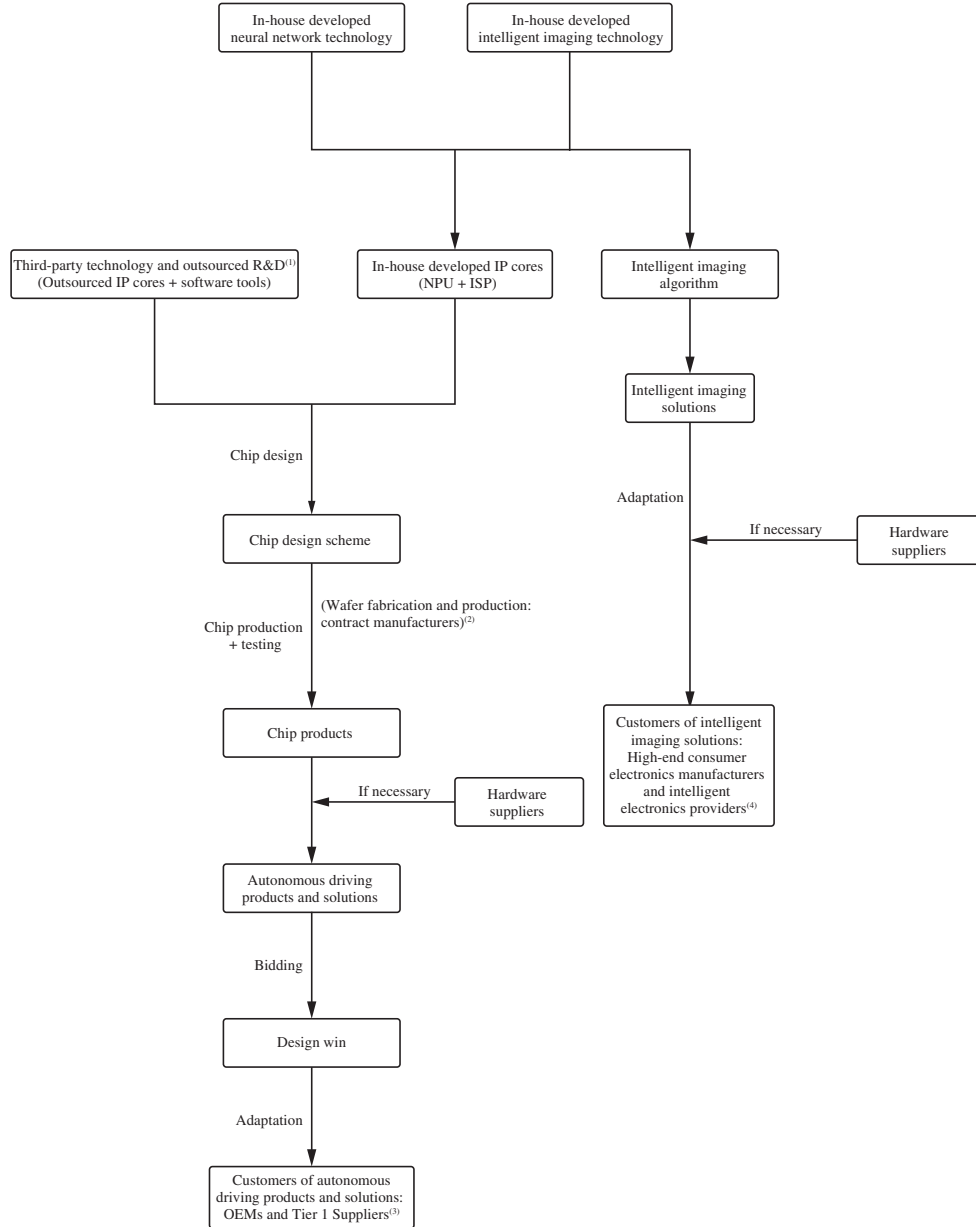 In-house developed
neural network technology
In-house developed
intelligent imaging technology
Third-party technology and outsourced R&D(1)
(Outsourced IP cores + software tools)
In-house developed IP cores
(NPU + ISP)
Intelligent imaging
algorithm
Intelligent imaging
solutions
Chip design
Adaptation
Chip design scheme
If necessary
Hardware
suppliers
(Wafer fabrication and production:
contract manufacturers)(2)
Chip production
+ testing
Chip products
Customers of intelligent
imaging solutions:
High-end consumer
electronics manufacturers
and intelligent
electronics providers(4)
If necessary
Hardware
suppliers
Autonomous driving
products and solutions
Bidding
Design win
Adaptation
Customers of autonomous
driving products and solutions:
OEMs and Tier 1 Suppliers(3)